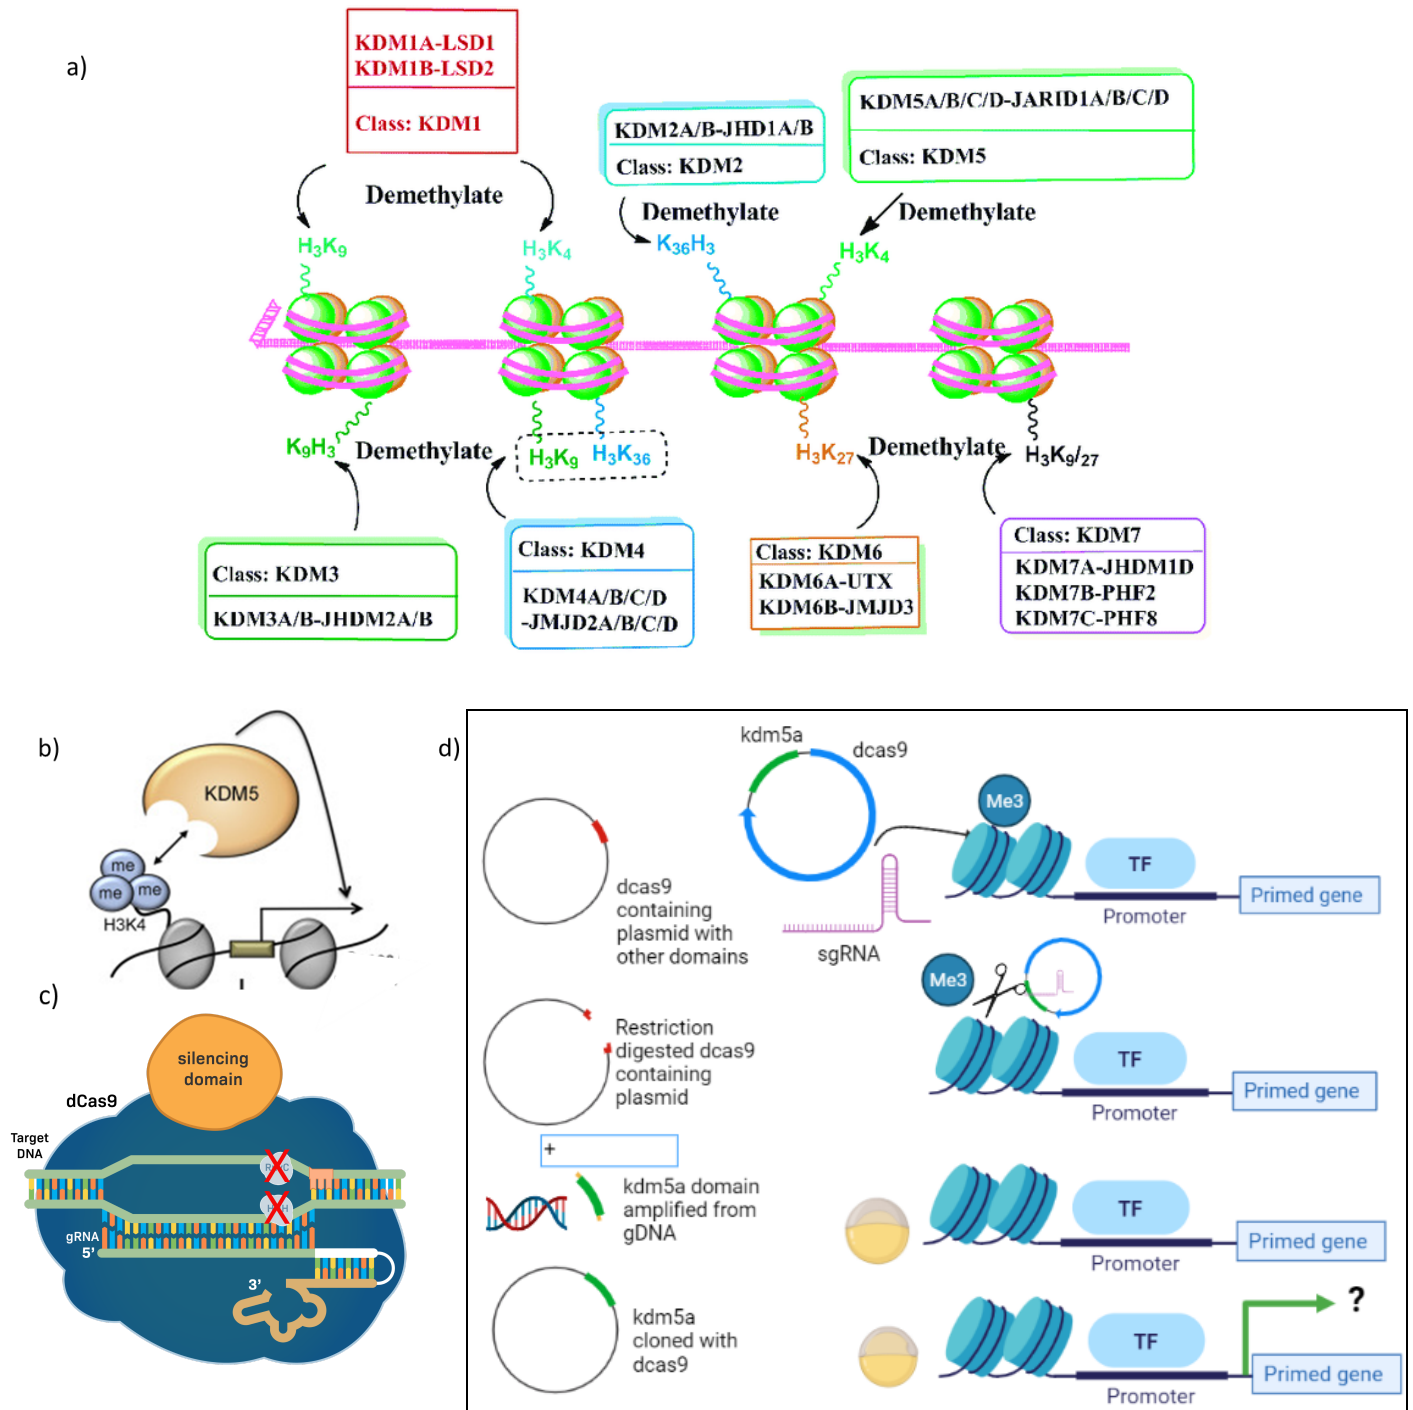 a)
KDM1A-LSD1
KDM1B-LSD2
Class: KDM1
KDM2A/B-JHD1A/B
Class: KDM2
KDM5A/B/C/D-JARID1A/B/C/D
Class: KDM5
Demethylate
Demethylate
Demethylate
H3K9
H3K4
K36H3
H3K4
K9H3
Demethylate
H3K9
H3K36
H3K27
Demethylate
H3K9/27
Class: KDM3
KDM3A/B-JHDM2A/B
Class: KDM4
KDM4A/B/C/D
-JMJD2A/B/C/D
Class: KDM6
KDM6A-UTX
KDM6B-JMJD3
Class: KDM7
KDM7A-JHDM1D
KDM7B-PHF2
KDM7C-PHF8
b)
KDM5
me
me
me
H3K4
c)
silencing
domain
dCas9
Target
DNA
gRNA
5'
3'
d)
kdm5a
dcas9
dcas9
containing
plasmid with
other domains
sgRNA
Me3
TF
Promoter
Primed gene
Restriction
digested dcas9
containing
plasmid
Me3
TF
Promoter
Primed gene
+
kdm5a domain
amplified from
gDNA
TF
Promoter
Primed gene
kdm5a
cloned with
dcas9
?
TF
Promoter
Primed gene